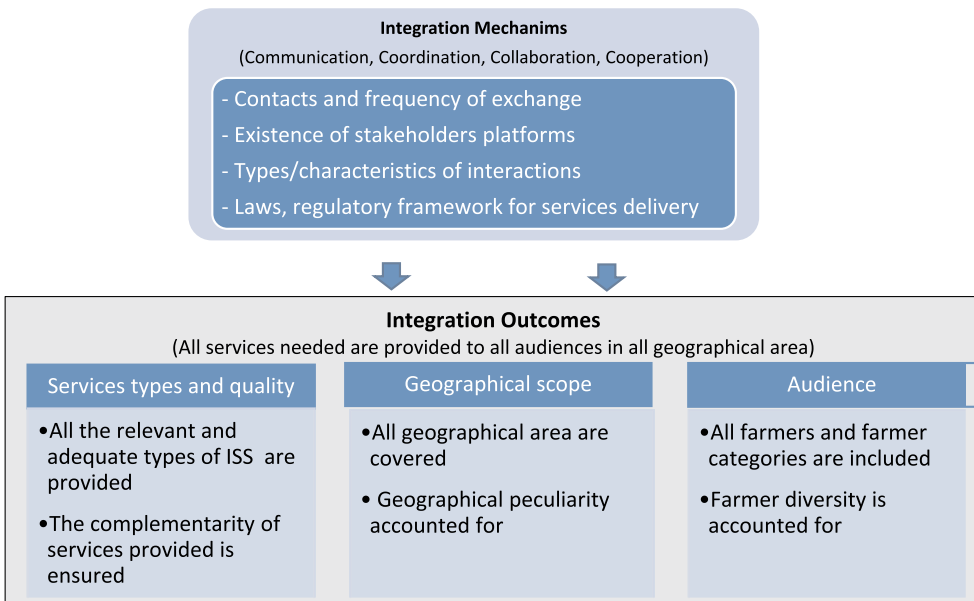 Integration Mechanims
(Communication, Coordination, Collaboration, Cooperation)
- Contacts and frequency of exchange
- Existence of stakeholders platforms
- Types/characteristics of interactions
- Laws, regulatory framework for services delivery
Integration Outcomes
(All services needed are provided to all audiences in all geographical area)
Services types and quality
•All the relevant and
adequate types of ISS are
provided
•The complementarity of
services provided is
ensured
Geographical scope
•All geographical area are
covered
• Geographical peculiarity
accounted for
Audience
•All farmers and farmer
categories are included
•Farmer diversity is
accounted for